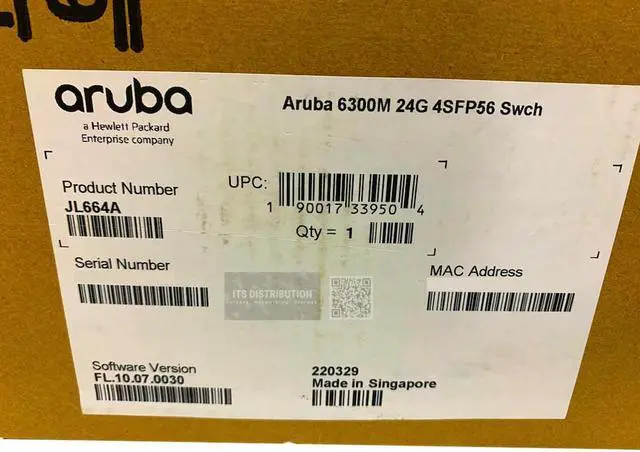 aruba
a Hewlett Packard
Enterprise company
Aruba 6300M 24G 4SFP56 Swch
Product Number
JL664A
UPC:
1 90017 33950 4
Qty = 1
Serial Number
MAC Address
ITS DISTRIBUTION
Software Version
FL.10.07.0030
220329
Made in Singapore